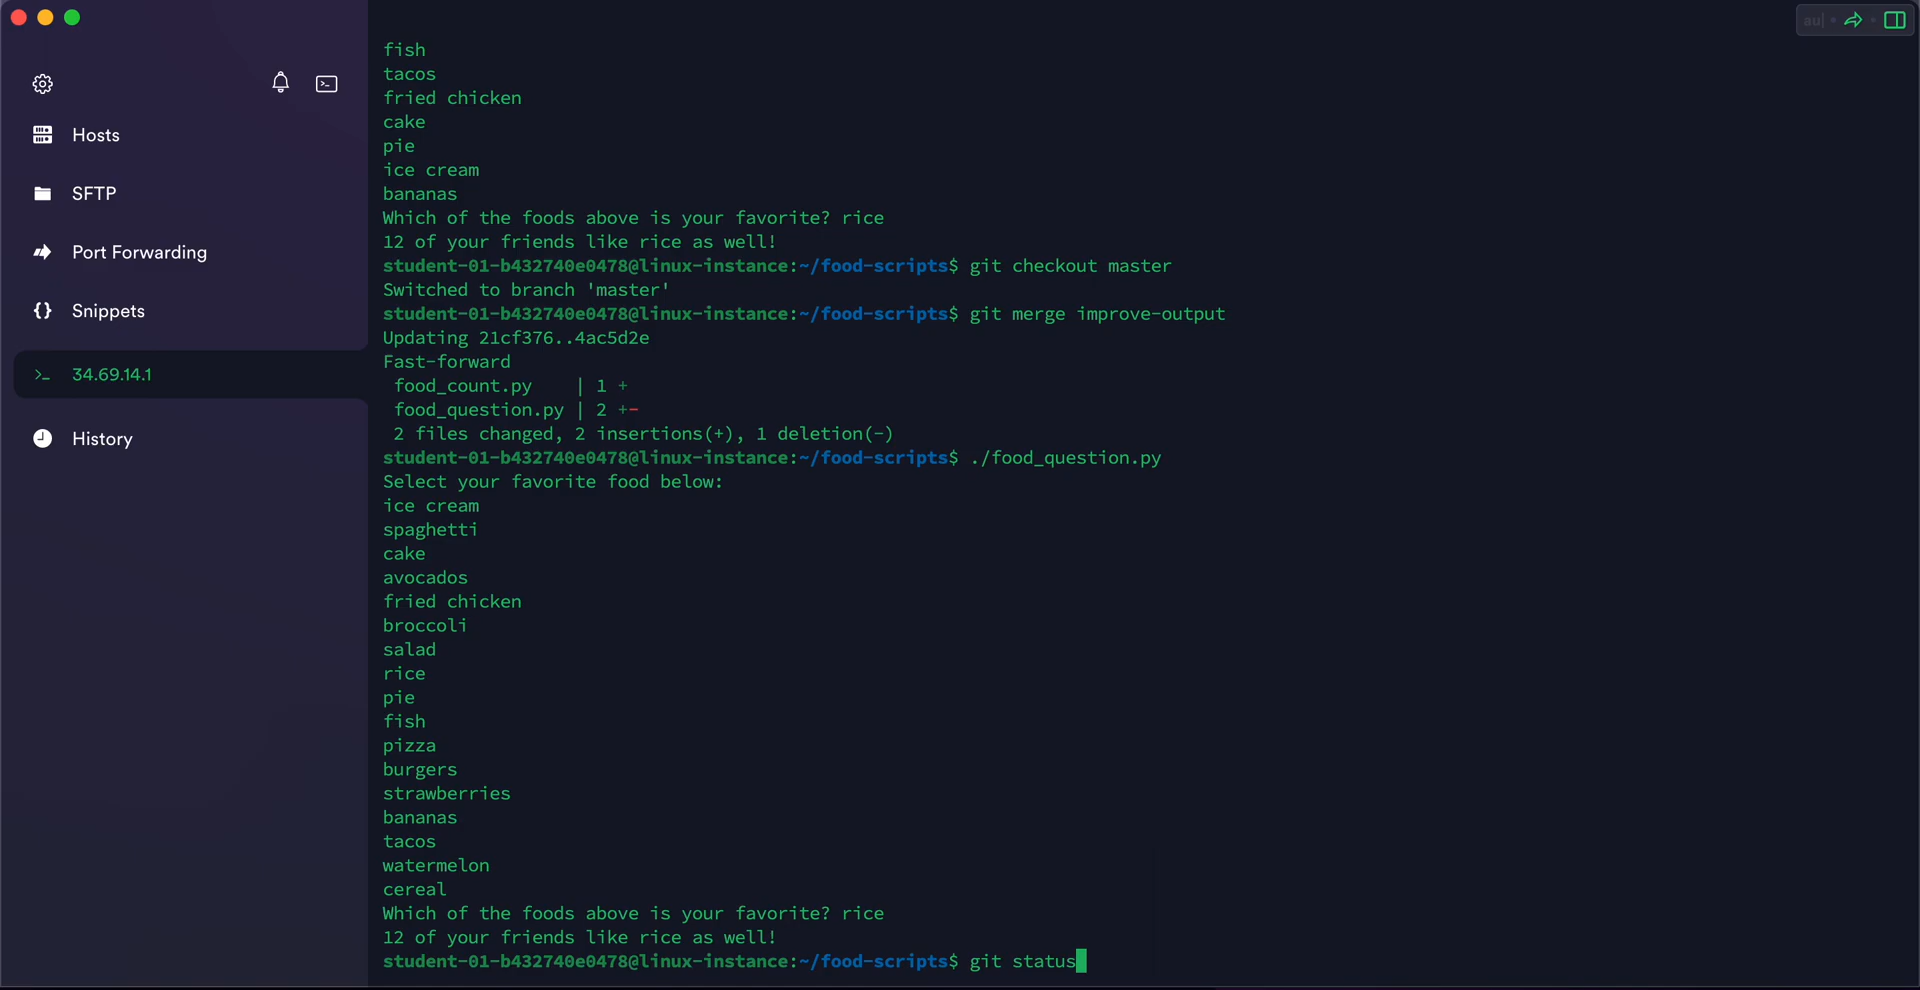 au|
Hosts
SFTP
Port Forwarding
Snippets
34.69.14.1
History
fish
tacos
fried chicken
cake
pie
ice cream
bananas
Which of the foods above is your favorite? rice
12 of your friends like rice as well!
student-01-b432740e0478@linux-instance:~/food-scripts$ git checkout master
Switched to branch 'master'
student-01-b432740e0478@linux-instance:~/food-scripts$ git merge improve-output
Updating 21cf376..4ac5d2e
Fast-forward
 food_count.py    | 1 +
 food_question.py | 2 +-
 2 files changed, 2 insertions(+), 1 deletion(-)
student-01-b432740e0478@linux-instance:~/food-scripts$ ./food_question.py
Select your favorite food below:
ice cream
spaghetti
cake
avocados
fried chicken
broccoli
salad
rice
pie
fish
pizza
burgers
strawberries
bananas
tacos
watermelon
cereal
Which of the foods above is your favorite? rice
12 of your friends like rice as well!
student-01-b432740e0478@linux-instance:~/food-scripts$ git status